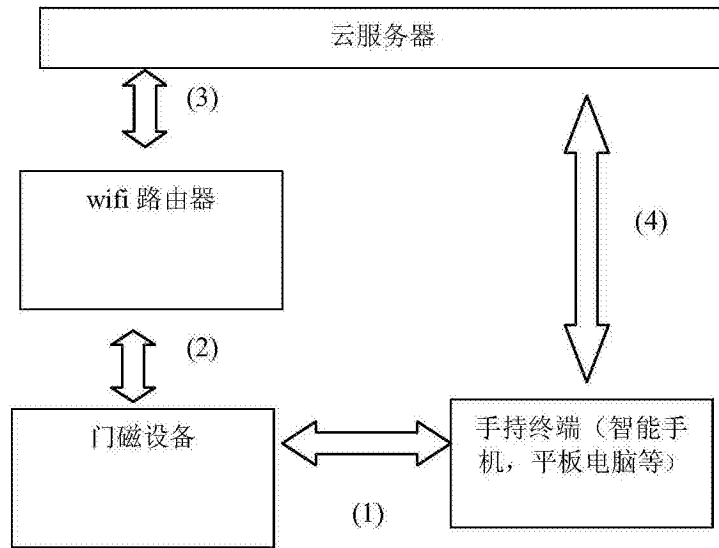 云服务器
(3)
wifi 路由器
(4)
(2)
门磁设备
手持终端（智能手
机，平板电脑等）
(1)